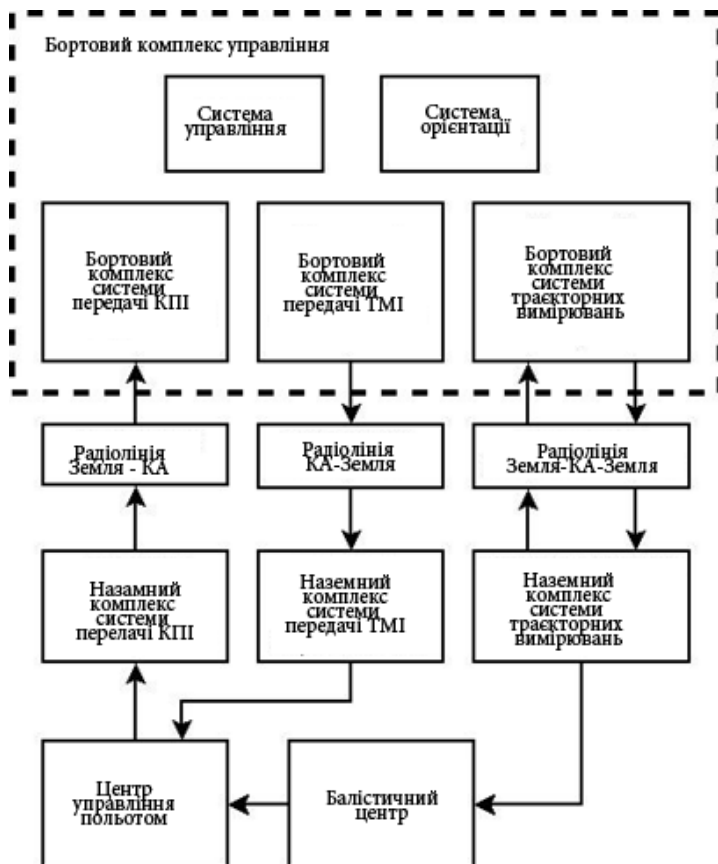 Бортовий комплекс управління
Система
управління
Система
орієнтації
Бортовий
комплекс
системи
передачі КПІ
Бортовий
комплекс
системи
передачі ТМІ
Бортовий
комплекс
системи
траєкторних
вимірювань
Радіолінія
Земля - КА
Радіолінія
КА-Земля
Радіолінія
Земля-КА-Земля
Назамний
комплекс
системи
перелачі КПІ
Наземний
комплекс
системи
передачі ТМІ
Наземний
комплекс
системи
траєкторних
вимірювань
Центр
управління
польотом
Балістичний
центр